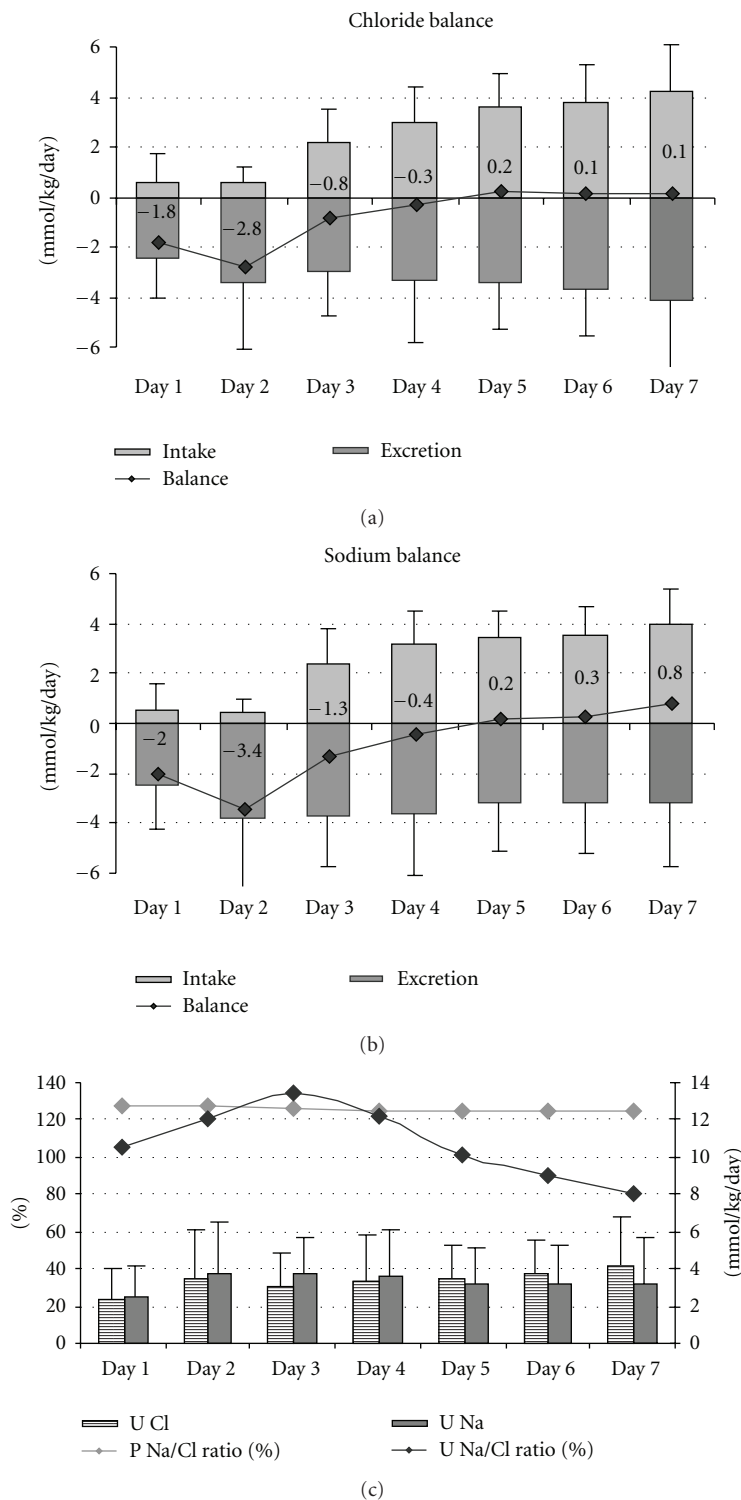 Chloride balance
6
4
2
0
−2
−4
−6
(mmol/kg/day)
−1.8
−2.8
−0.8
−0.3
0.2
0.1
0.1
Day 1 Day 2 Day 3 Day 4 Day 5 Day 6 Day 7
Intake Excretion
Balance
(a)
Sodium balance
6
4
2
0
−2
−4
−6
(mmol/kg/day)
−2
−3.4
−1.3
−0.4
0.2
0.3
0.8
Day 1 Day 2 Day 3 Day 4 Day 5 Day 6 Day 7
Intake Excretion
Balance
(b)
140
120
100
80
60
40
20
0
(%)
14
12
10
8
6
4
2
0
(mmol/kg/day)
Day 1 Day 2 Day 3 Day 4 Day 5 Day 6 Day 7
U Cl U Na
P Na/Cl ratio (%) U Na/Cl ratio (%)
(c)